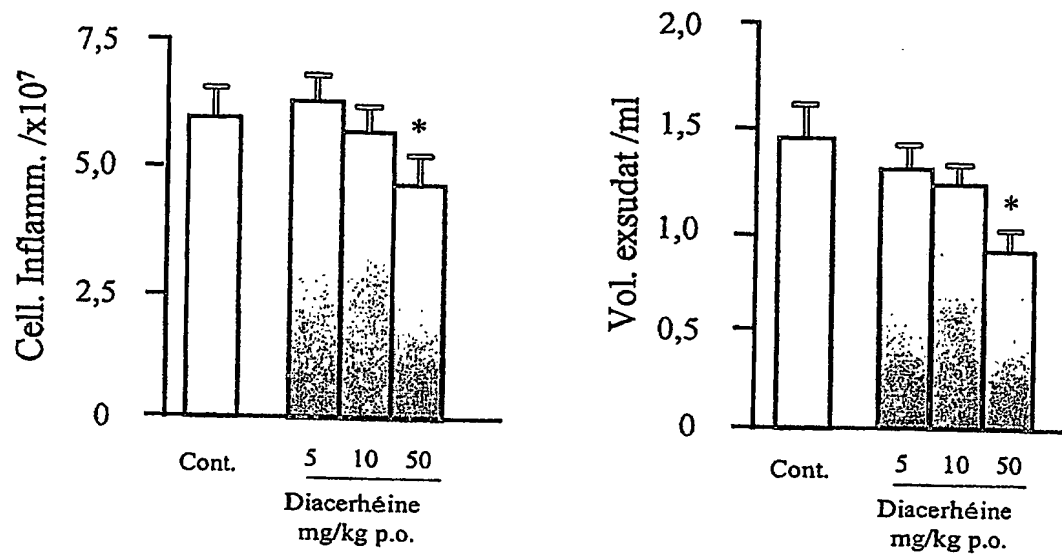 Cell. Inflamm. /x10⁷
7,5
5,0
2,5
0
*
Cont.
5 10 50
Diacerhéine
mg/kg p.o.
Vol. exsudat /ml
2,0
1,5
1,0
0,5
0
*
Cont.
5 10 50
Diacerhéine
mg/kg p.o.